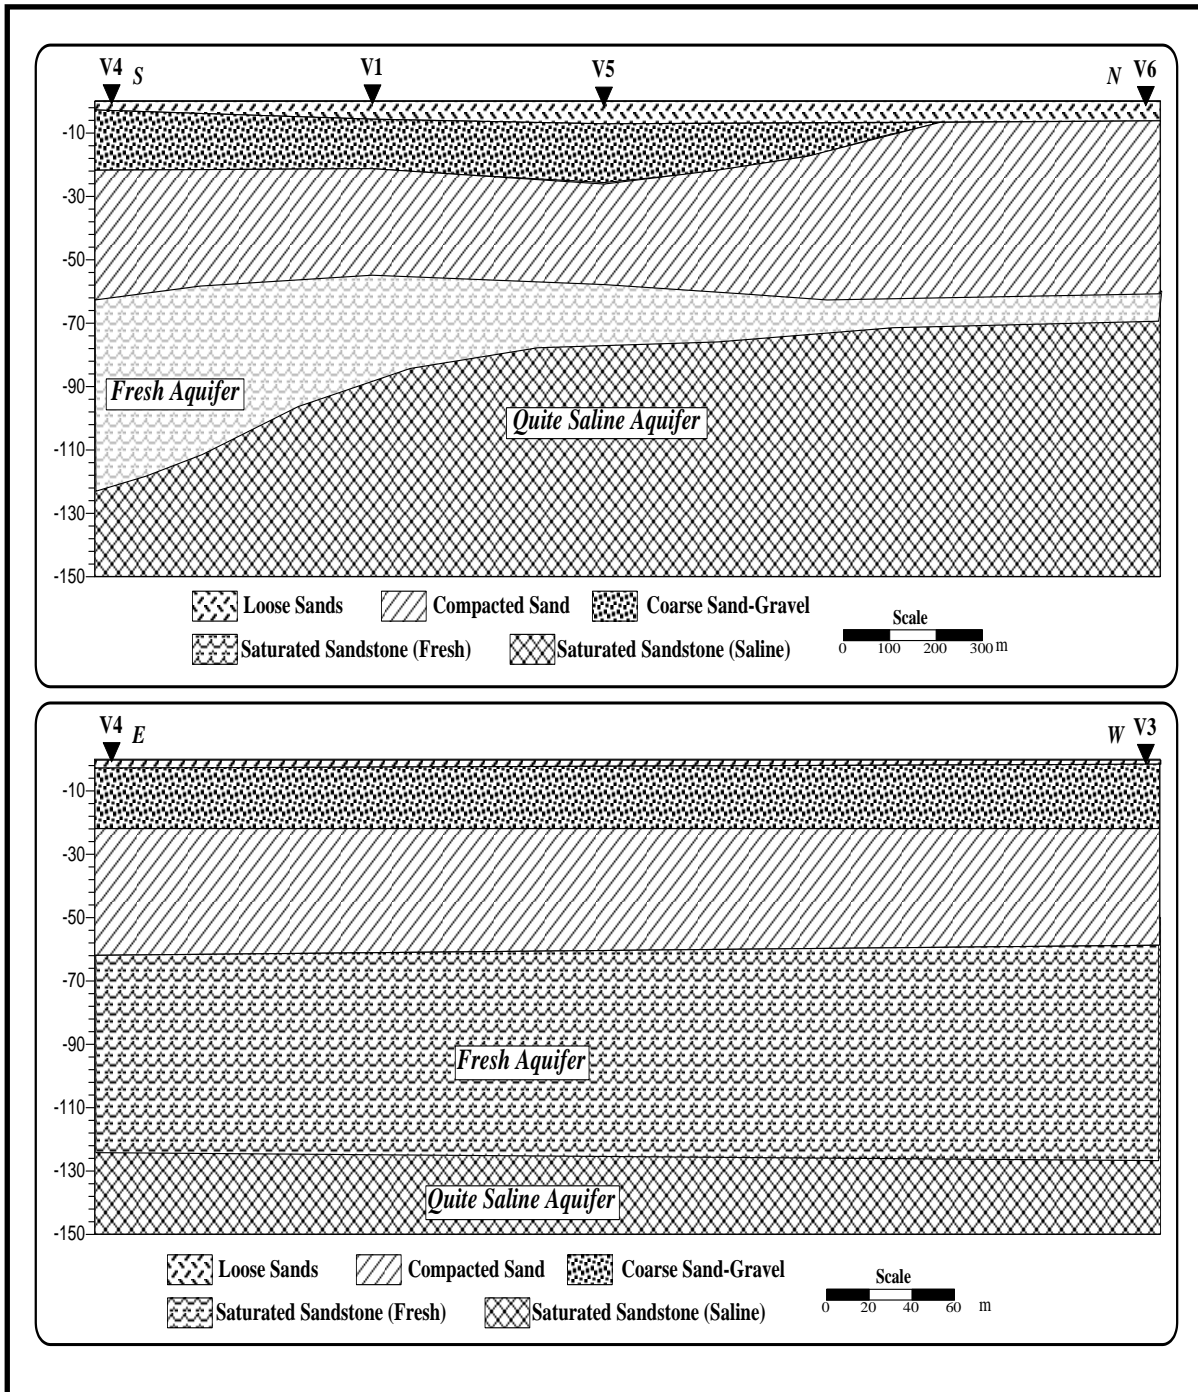 V4 S V1 V5 N V6
-10
-30
-50
-70
-90
-110
-130
-150
Fresh Aquifer
Quite Saline Aquifer
Loose Sands Compacted Sand Coarse Sand-Gravel
Saturated Sandstone (Fresh) Saturated Sandstone (Saline)
Scale
0 100 200 300 m
V4 E W V3
-10
-30
-50
-70
-90
-110
-130
-150
Fresh Aquifer
Quite Saline Aquifer
Loose Sands Compacted Sand Coarse Sand-Gravel
Saturated Sandstone (Fresh) Saturated Sandstone (Saline)
Scale
0 20 40 60 m